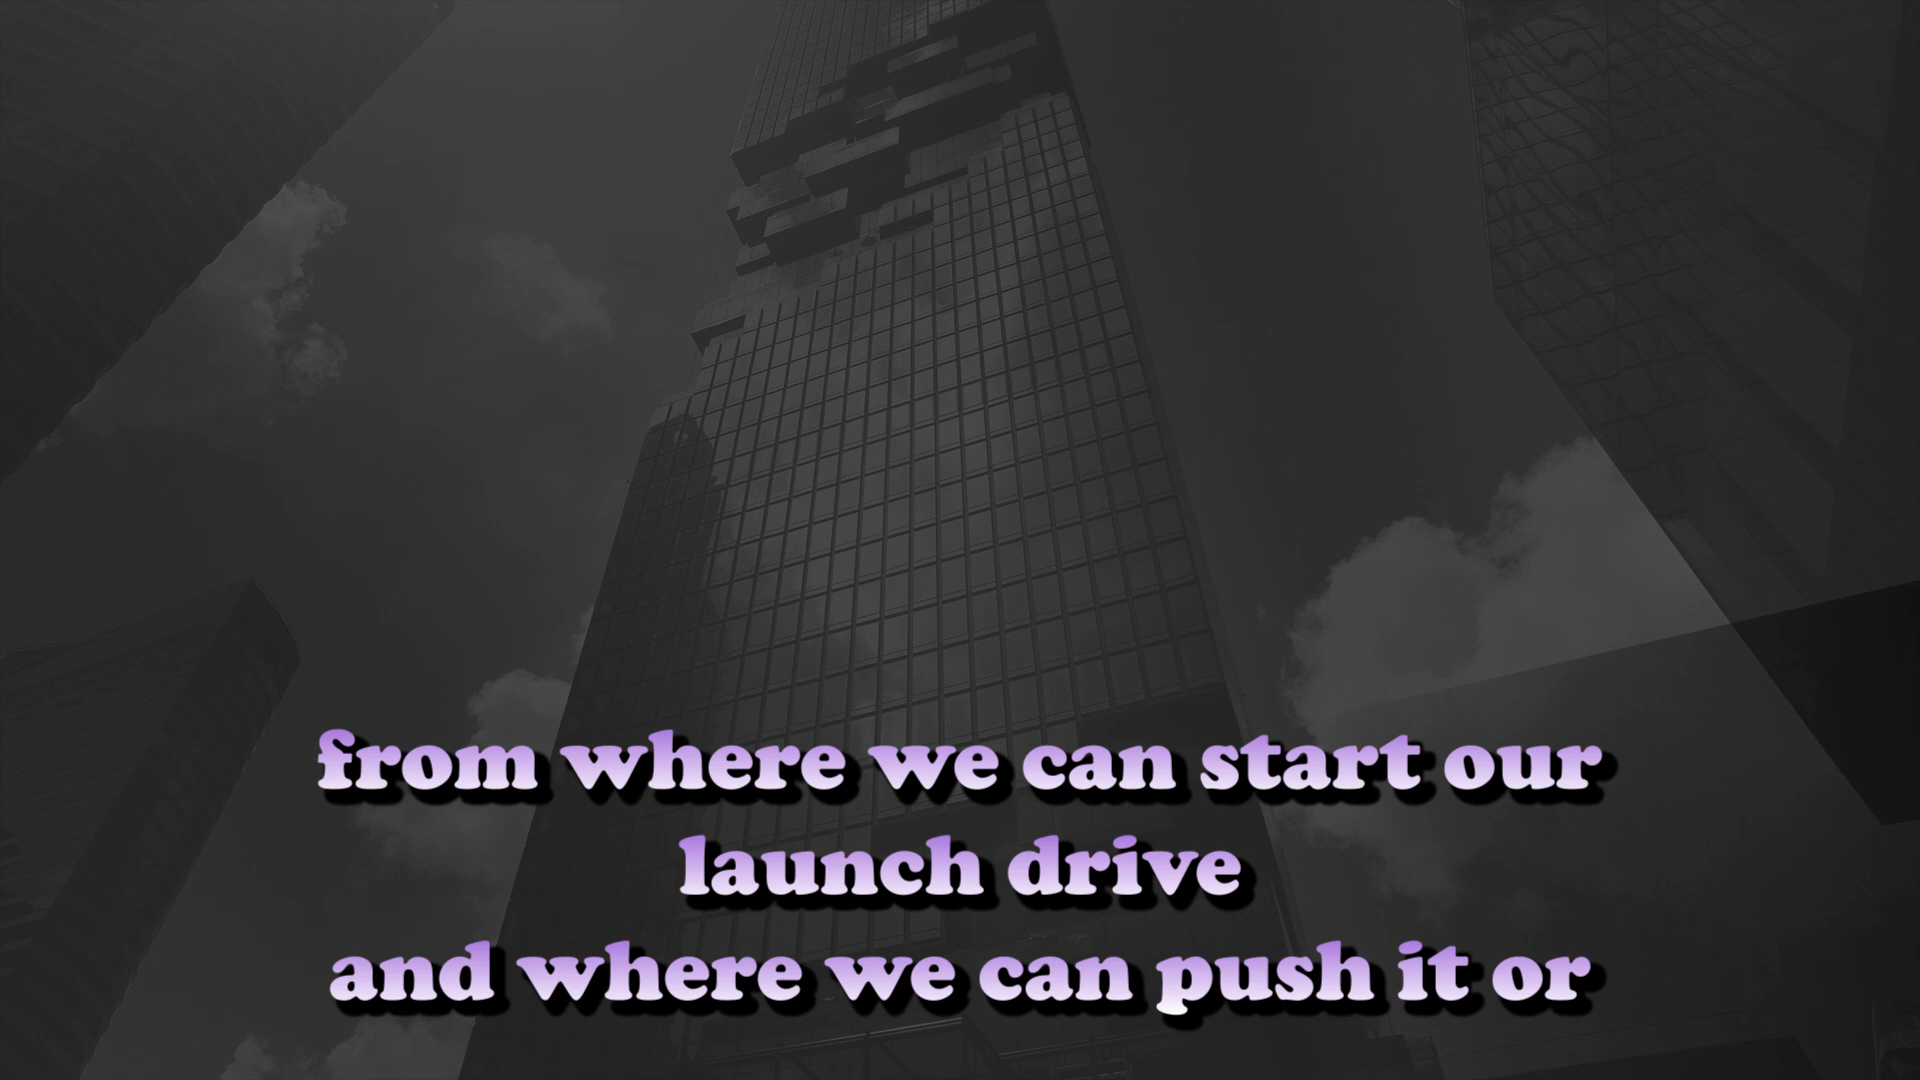 from where we can start our
launch drive
and where we can push it or